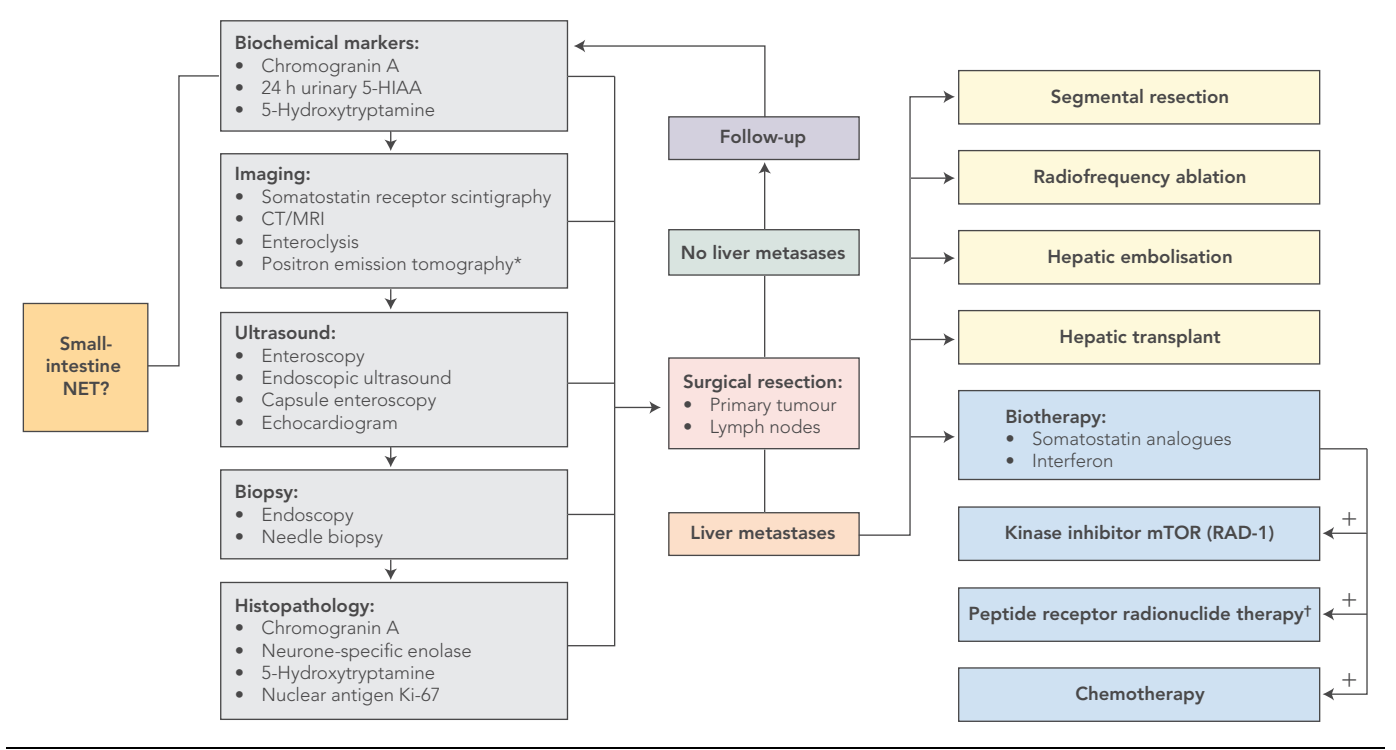 Small-
intestine
NET?
Biochemical markers:
• Chromogranin A
• 24 h urinary 5-HIAA
• 5-Hydroxytryptamine
Imaging:
• Somatostatin receptor scintigraphy
• CT/MRI
• Enteroclysis
• Positron emission tomography*
Ultrasound:
• Enteroscopy
• Endoscopic ultrasound
• Capsule enteroscopy
• Echocardiogram
Biopsy:
• Endoscopy
• Needle biopsy
Histopathology:
• Chromogranin A
• Neurone-specific enolase
• 5-Hydroxytryptamine
• Nuclear antigen Ki-67
Follow-up
No liver metasases
Surgical resection:
• Primary tumour
• Lymph nodes
Liver metastases
Segmental resection
Radiofrequency ablation
Hepatic embolisation
Hepatic transplant
Biotherapy:
• Somatostatin analogues
• Interferon
+
Kinase inhibitor mTOR (RAD-1)
+
Peptide receptor radionuclide therapy†
+
Chemotherapy